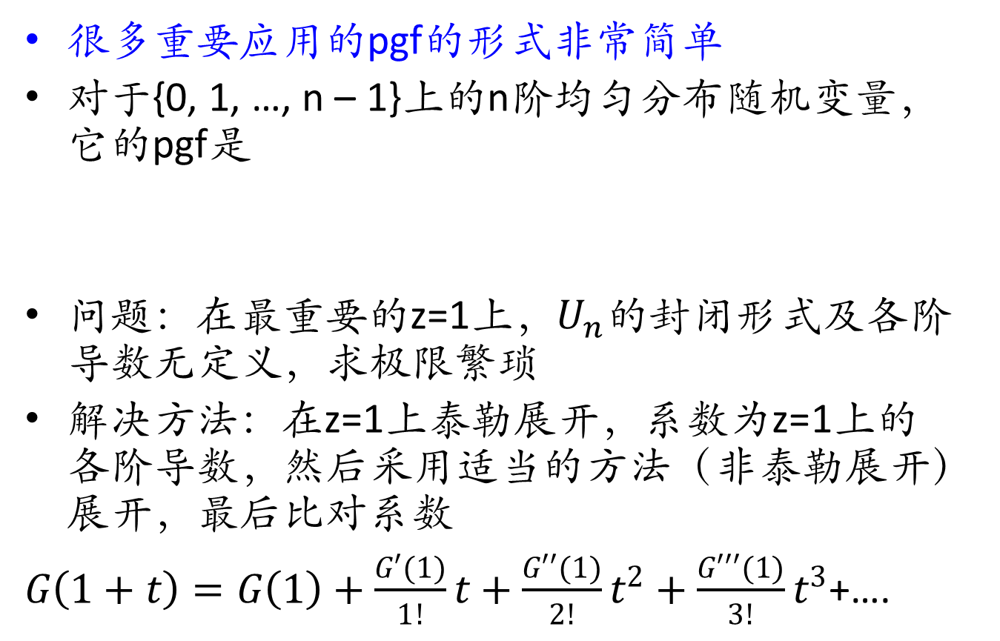 • 很多重要应用的pgf的形式非常简单
• 对于{0, 1, …, n – 1}上的n阶均匀分布随机变量，
它的pgf是
• 问题：在最重要的z=1上，$U_n$的封闭形式及各阶
导数无定义，求极限繁琐
• 解决方法：在z=1上泰勒展开，系数为z=1上的
各阶导数，然后采用适当的方法（非泰勒展开）
展开，最后比对系数
$G(1+t) = G(1) + \frac{G'(1)}{1!}t + \frac{G''(1)}{2!}t^2 + \frac{G'''(1)}{3!}t^3$+….